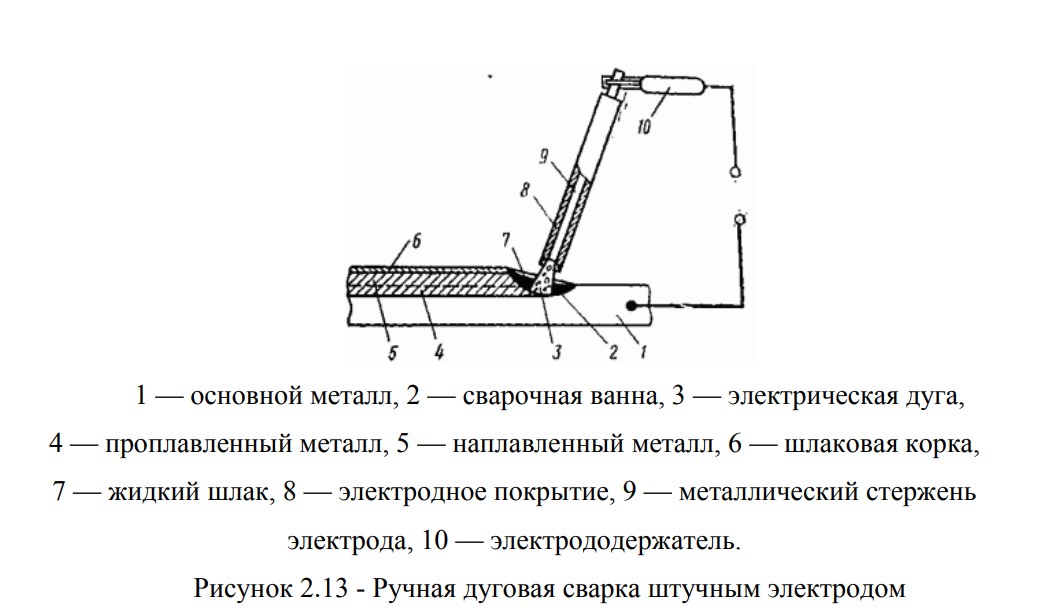 10
9
8
7
6
5 4 3 2 1
1 — основной металл, 2 — сварочная ванна, 3 — электрическая дуга,
4 — проплавленный металл, 5 — наплавленный металл, 6 — шлаковая корка,
7 — жидкий шлак, 8 — электродное покрытие, 9 — металлический стержень
электрода, 10 — электрододержатель.
Рисунок 2.13 - Ручная дуговая сварка штучным электродом